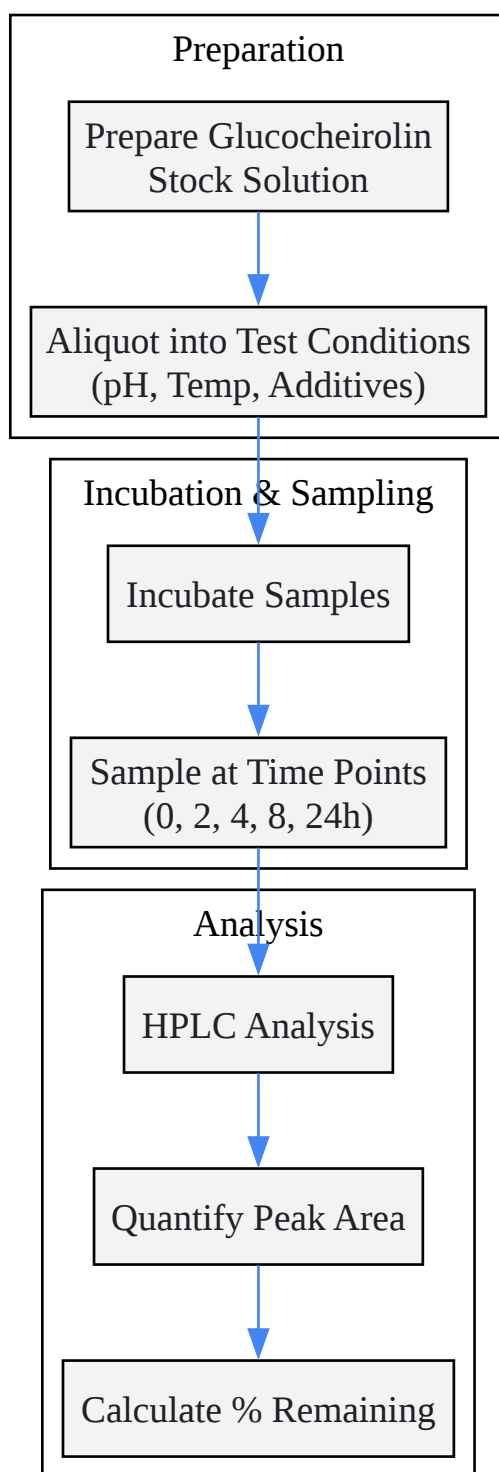 Preparation
Prepare Glucocheirolin
Stock Solution
Aliquot into Test Conditions
(pH, Temp, Additives)
Incubation & Sampling
Incubate Samples
Sample at Time Points
(0, 2, 4, 8, 24h)
Analysis
HPLC Analysis
Quantify Peak Area
Calculate % Remaining